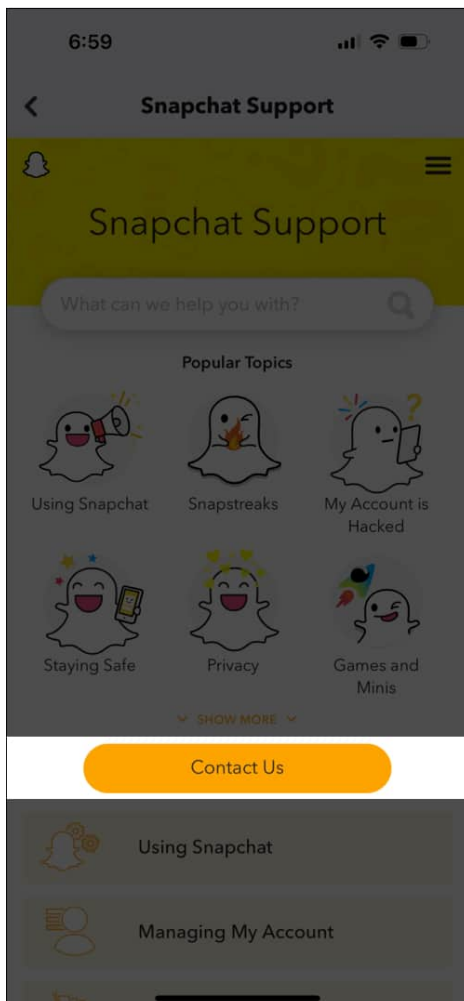 6:59
Snapchat Support
Snapchat Support
What can we help you with?
Popular Topics
Using Snapchat
Snapstreaks
My Account is
Hacked
Staying Safe
Privacy
Games and
Minis
SHOW MORE
Contact Us
Using Snapchat
Managing My Account